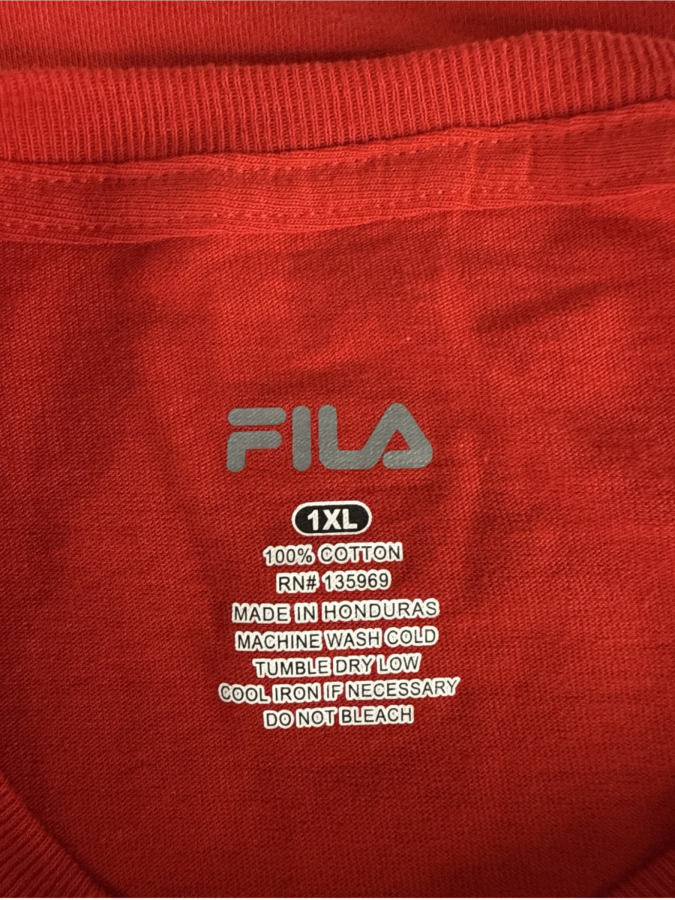 FILA
1XL
100% COTTON
RN# 135969
MADE IN HONDURAS
MACHINE WASH COLD
TUMBLE DRY LOW
COOL IRON IF NECESSARY
DO NOT BLEACH